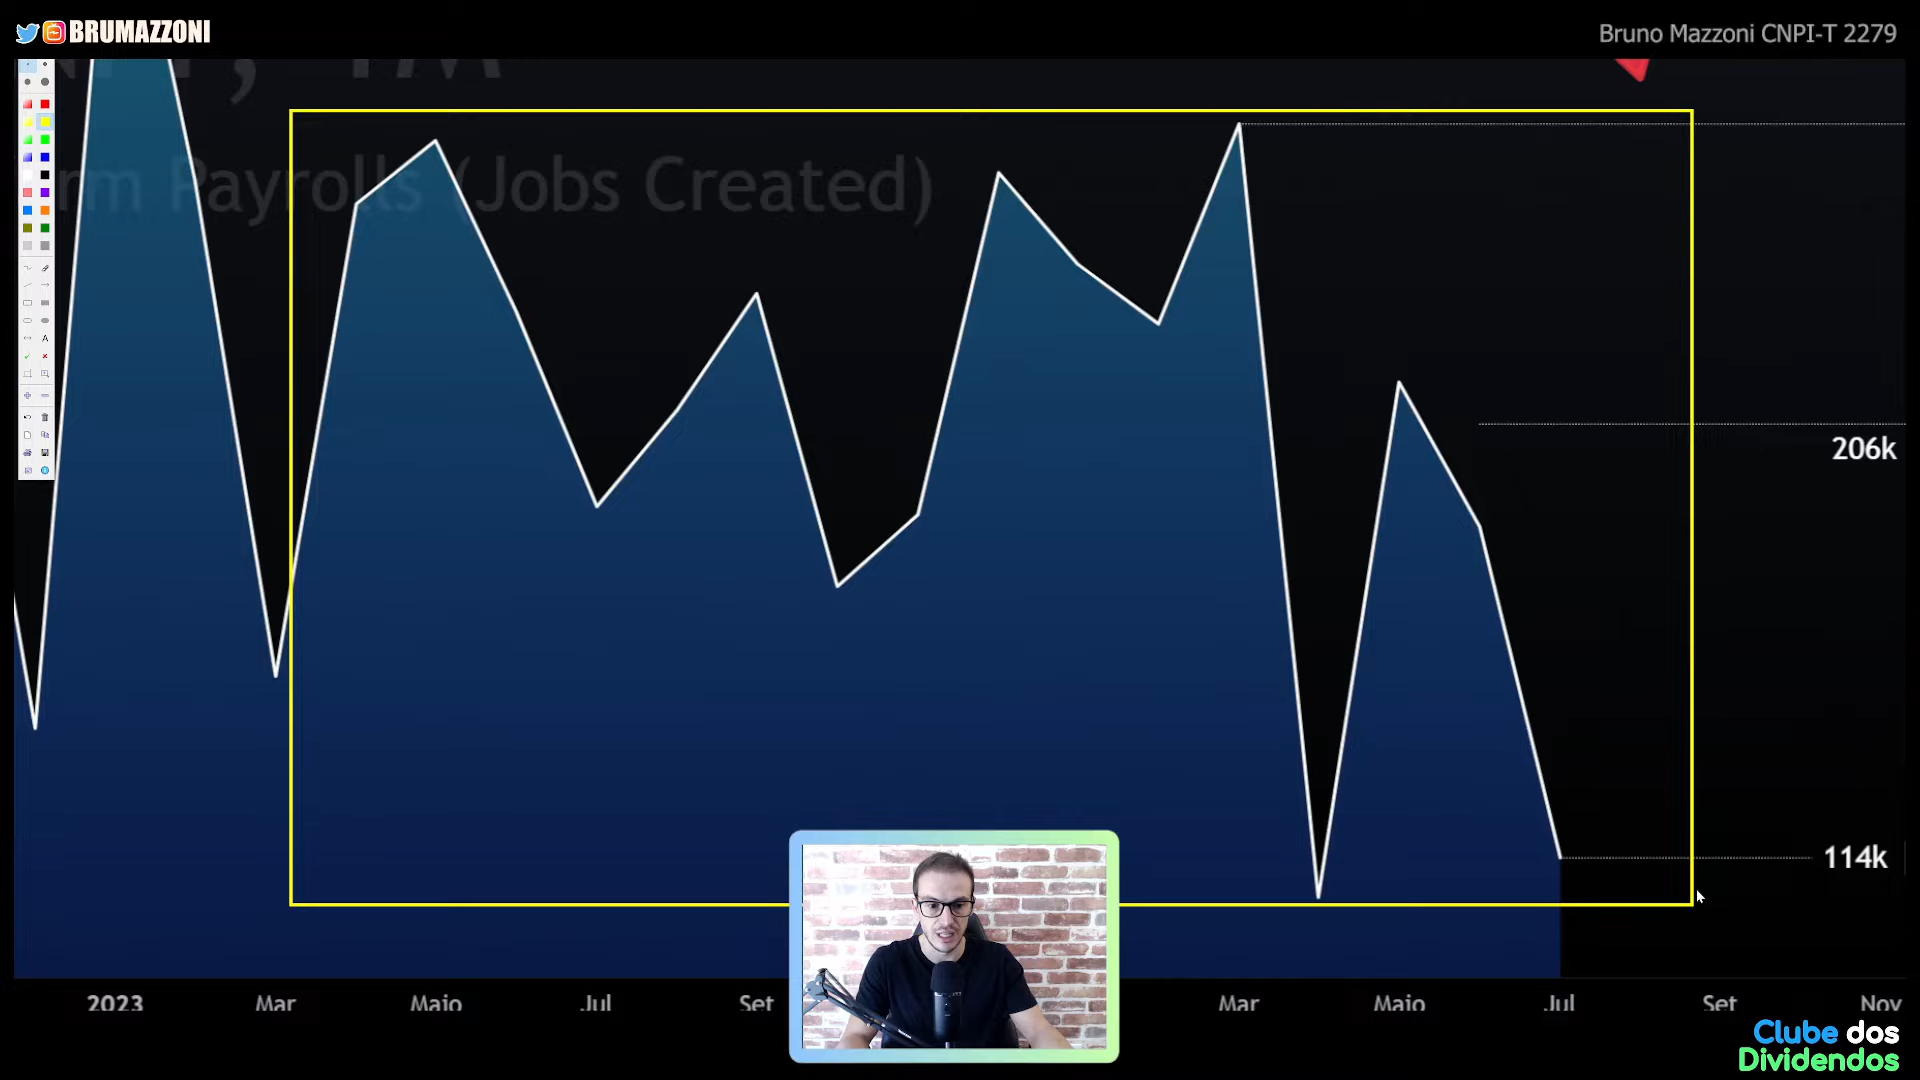 BRUMAZZONI
Bruno Mazzoni CNPI-T 2279
Payrolls (Jobs Created)
206k
114k
2023 Mar Maio Jul Set Mar Maio Jul Set Nov
Clube dos
Dividendos